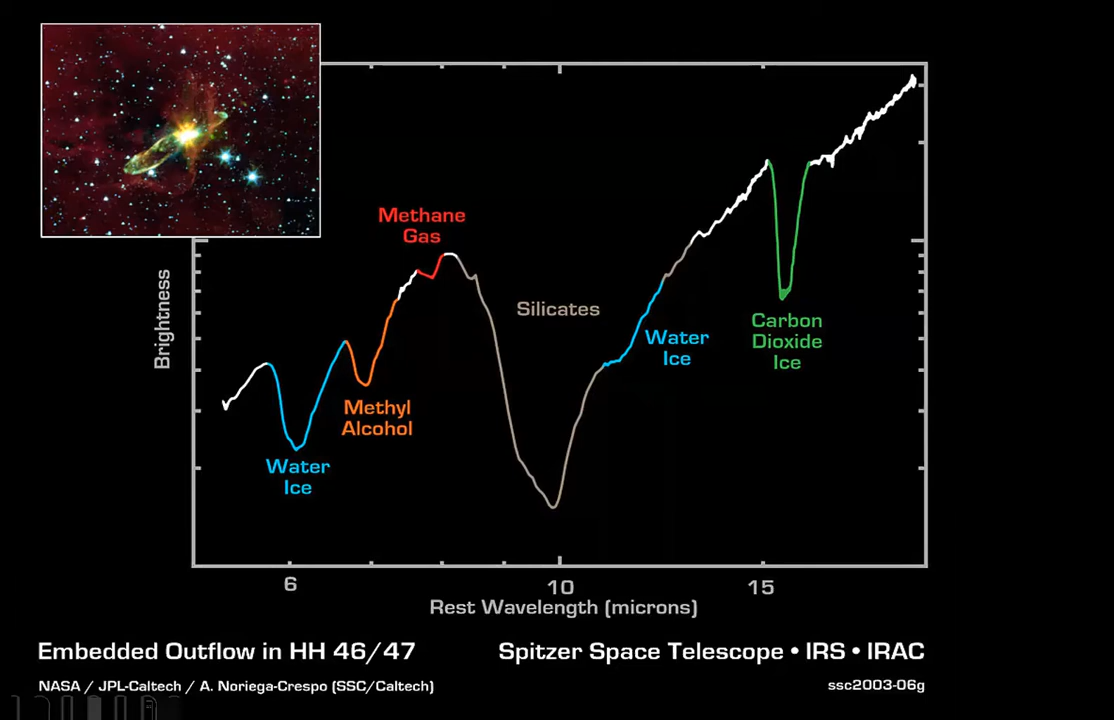 Methane
Gas
Brightness
Silicates
Carbon
Dioxide
Ice
Water
Ice
Methyl
Alcohol
Water
Ice
6
10
15
Rest Wavelength (microns)
Embedded Outflow in HH 46/47
Spitzer Space Telescope • IRS • IRAC
NASA / JPL-Caltech / A. Noriega-Crespo (SSC/Caltech)
ssc2003-06g